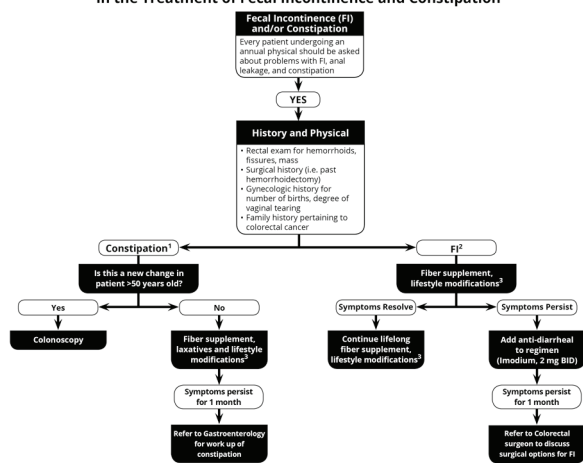 in the Treatment of Fecal Incontinence and Constipation
Fecal Incontinence (FI)
and/or Constipation
Every patient undergoing an
annual physical should be asked
about problems with FI, anal
leakage, and constipation
YES
History and Physical
• Rectal exam for hemorrhoids,
fissures, mass
• Surgical history (i.e. past
hemorrhoidectomy)
• Gynecologic history for
number of births, degree of
vaginal tearing
• Family history pertaining to
colorectal cancer
Constipation¹
FI²
Is this a new change in
patient >50 years old?
Fiber supplement,
lifestyle modifications³
Yes
No
Symptoms Resolve
Symptoms Persist
Colonoscopy
Fiber supplement,
laxatives and lifestyle
modifications³
Continue lifelong
fiber supplement,
lifestyle modifications³
Add anti-diarrheal
to regimen
(Imodium, 2 mg BID)
Symptoms persist
for 1 month
Symptoms persist
for 1 month
Refer to Gastroenterology
for work up of
constipation
Refer to Colorectal
surgeon to discuss
surgical options for FI